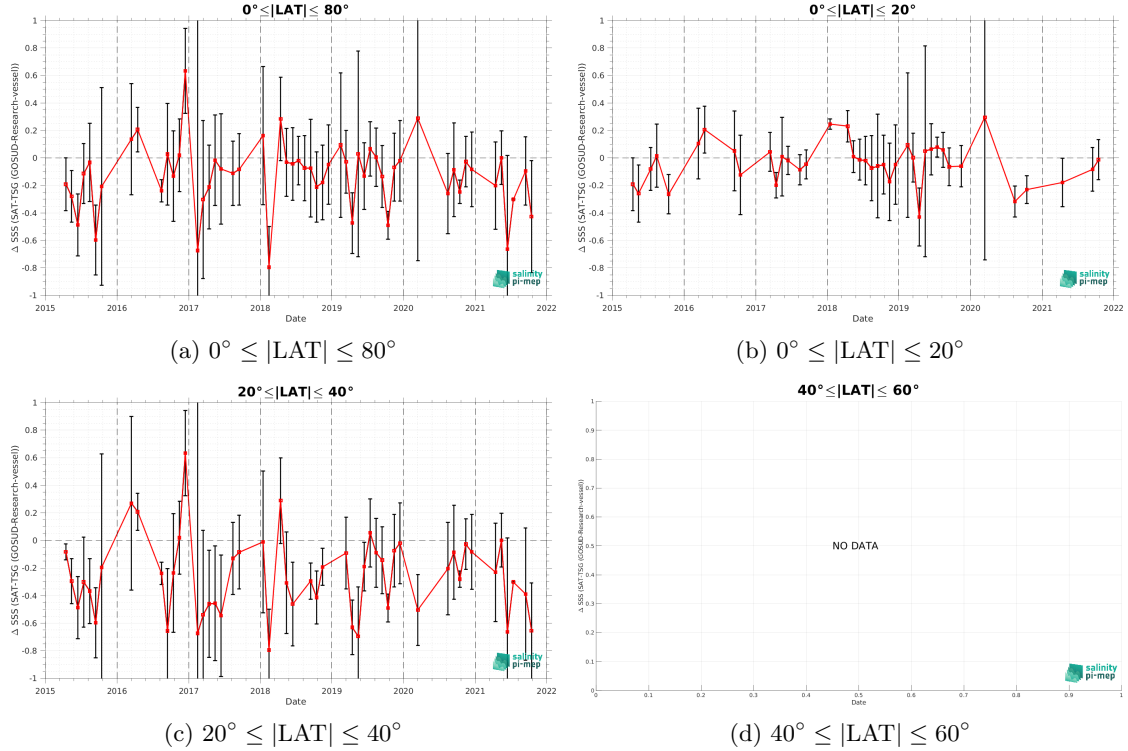 0°≤|LAT|≤ 80°
Δ SSS (SAT-TSG (GOSUD-Research-vessel))
1
0.8
0.6
0.4
0.2
0
-0.2
-0.4
-0.6
-0.8
-1
2015 2016 2017 2018 2019 2020 2021 2022
Date
salinity
pi-mep
(a) 0° ≤ |LAT| ≤ 80°
0°≤|LAT|≤ 20°
Δ SSS (SAT-TSG (GOSUD-Research-vessel))
1
0.8
0.6
0.4
0.2
0
-0.2
-0.4
-0.6
-0.8
-1
2015 2016 2017 2018 2019 2020 2021 2022
Date
salinity
pi-mep
(b) 0° ≤ |LAT| ≤ 20°
20°≤|LAT|≤ 40°
Δ SSS (SAT-TSG (GOSUD-Research-vessel))
1
0.8
0.6
0.4
0.2
0
-0.2
-0.4
-0.6
-0.8
-1
2015 2016 2017 2018 2019 2020 2021 2022
Date
salinity
pi-mep
(c) 20° ≤ |LAT| ≤ 40°
40°≤|LAT|≤ 60°
Δ SSS (SAT-TSG (GOSUD-Research-vessel))
1
0.9
0.8
0.7
0.6
0.5
0.4
0.3
0.2
0.1
0
NO DATA
0 0.1 0.2 0.3 0.4 0.5 0.6 0.7 0.8 0.9 1
Date
salinity
pi-mep
(d) 40° ≤ |LAT| ≤ 60°